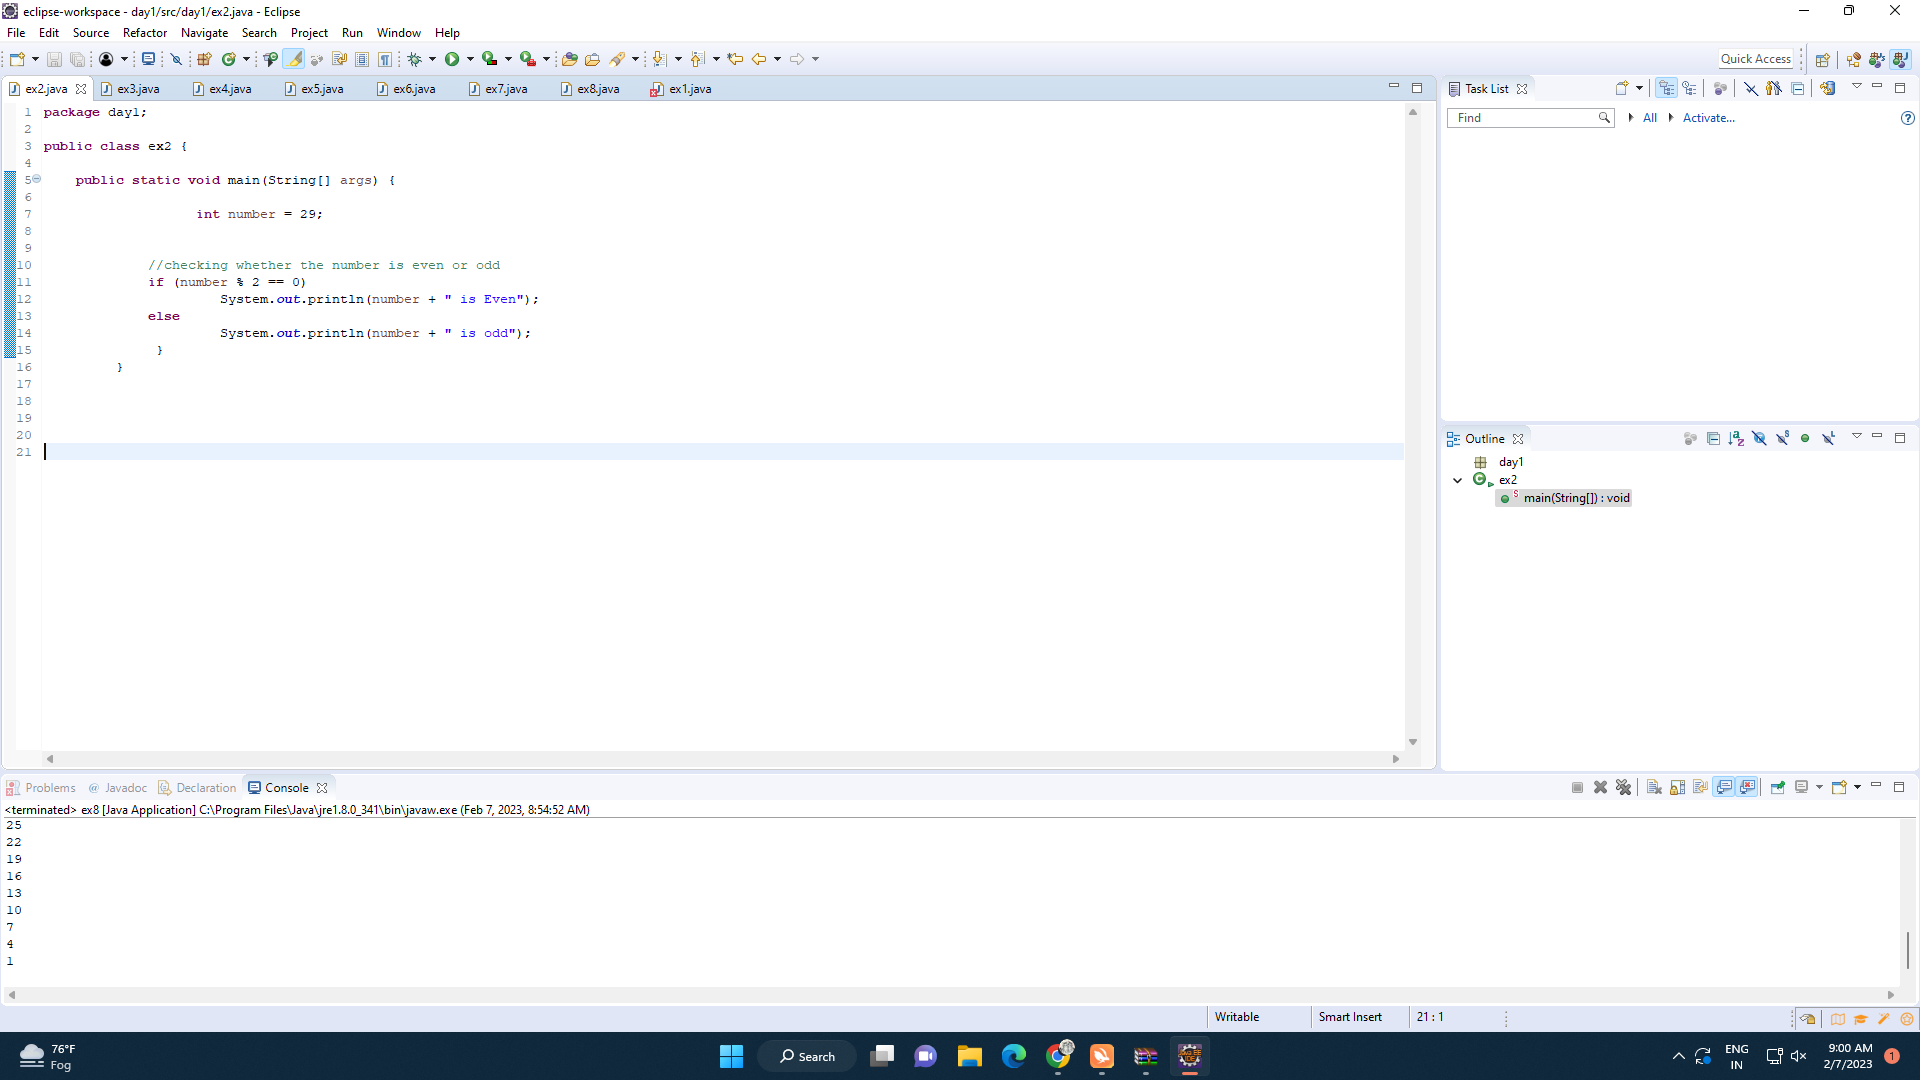 eclipse-workspace - day1/src/day1/ex2.java - Eclipse
File Edit Source Refactor Navigate Search Project Run Window Help
Quick Access
ex2.java ex3.java ex4.java ex5.java ex6.java ex7.java ex8.java ex1.java
1 package day1;
2
3 public class ex2 {
4
5 public static void main(String[] args) {
6
7 int number = 29;
8
9
10 //checking whether the number is even or odd
11 if (number % 2 == 0)
12 System.out.println(number + " is Even");
13 else
14 System.out.println(number + " is odd");
15 }
16 }
17
18
19
20
21
Task List
Find All Activate...
Outline
day1
ex2
main(String[]) : void
Problems Javadoc Declaration Console
<terminated> ex8 [Java Application] C:\Program Files\Java\jre1.8.0_341\bin\javaw.exe (Feb 7, 2023, 8:54:52 AM)
25
22
19
16
13
10
7
4
1
Writable Smart Insert 21 : 1
76°F
Fog
Search
ENG
IN
9:00 AM
2/7/2023
1